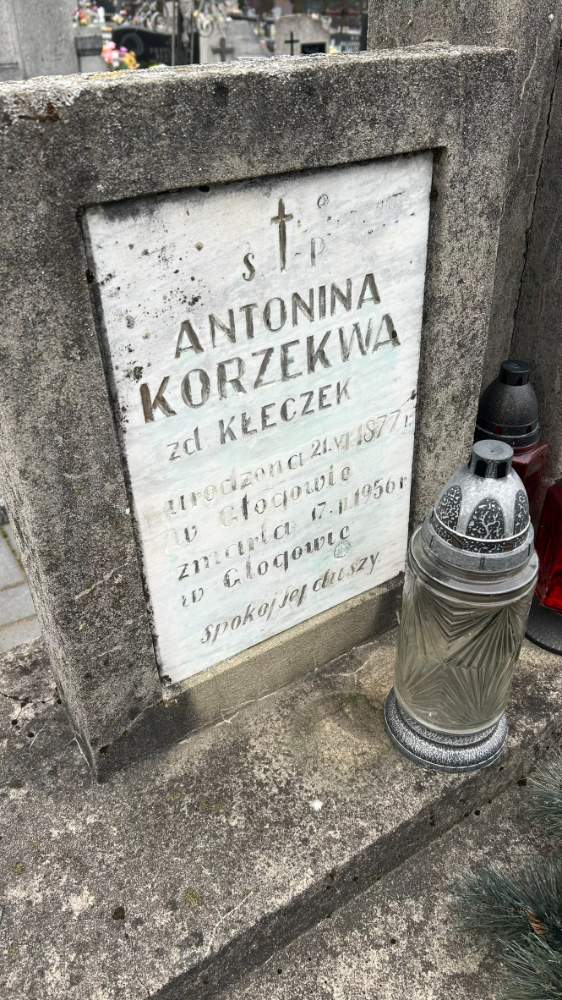 Ś P
ANTONINA
KORZEKWA
zd KŁECZEK
urodzona 21.VI.1877 r.
w Głogowie
zmarła 17.II.1956 r.
w Głogowie
spokój jej duszy